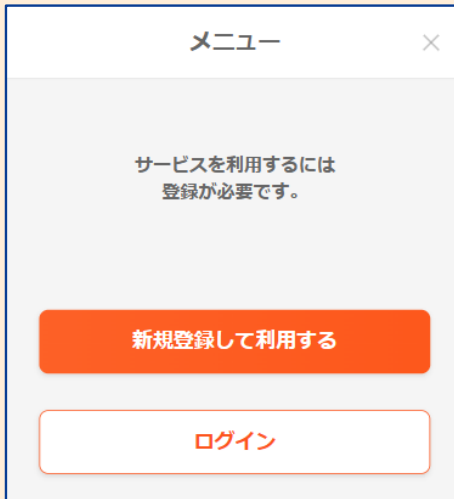 メニュー
サービスを利用するには
登録が必要です。
新規登録して利用する
ログイン